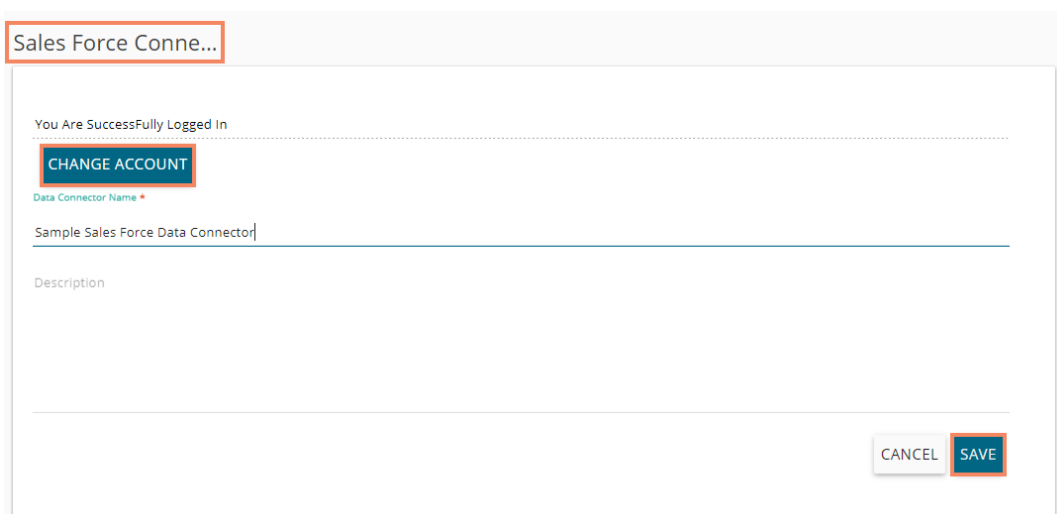 Sales Force Conne...
You Are SuccessFully Logged In
CHANGE ACCOUNT
Data Connector Name *
Sample Sales Force Data Connector
Description
CANCEL SAVE